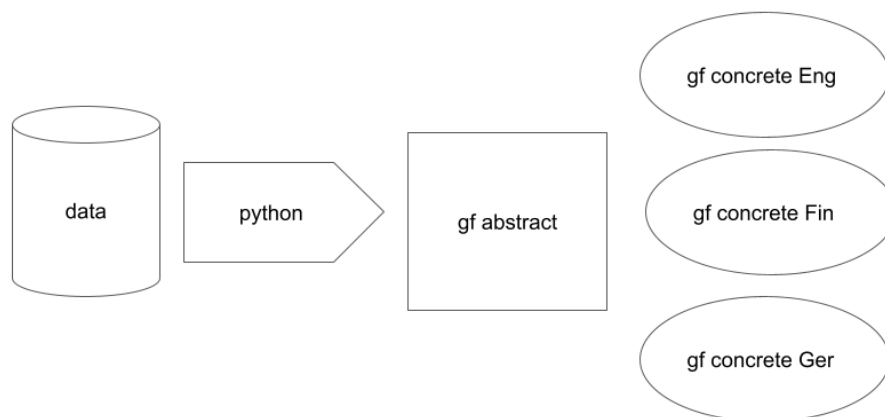 data
python
gf abstract
gf concrete Eng
gf concrete Fin
gf concrete Ger